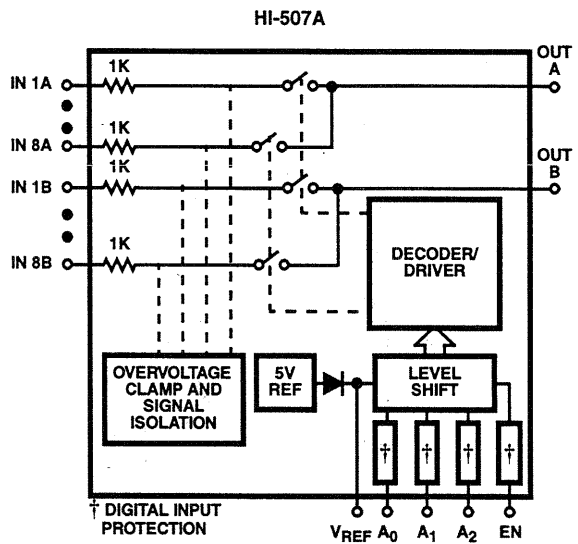 HI-507A
OUT
A
IN 1A
1K
1K
IN 8A
1K
OUT
B
IN 1B
1K
IN 8B
DECODER/
DRIVER
OVERVOLTAGE
CLAMP AND
SIGNAL
ISOLATION
5V
REF
LEVEL
SHIFT
† † † †
† DIGITAL INPUT
PROTECTION
VREF A0 A1 A2 EN